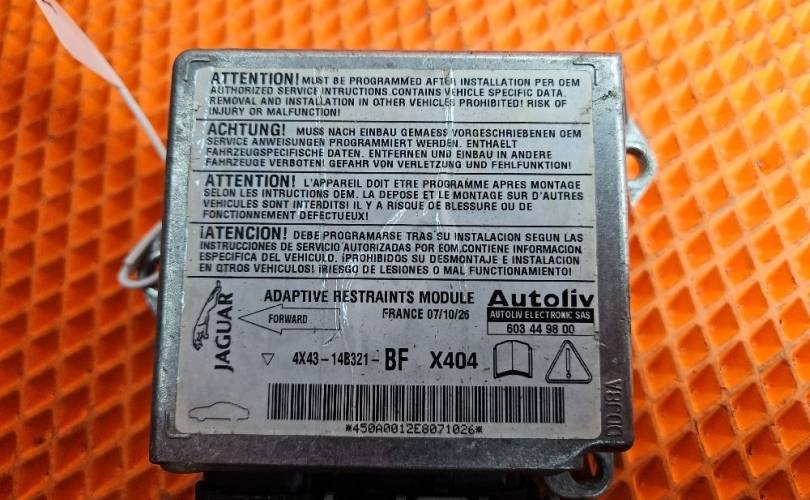 ATTENTION! MUST BE PROGRAMMED AFTER INSTALLATION PER OEM
AUTHORIZED SERVICE INTRUCTIONS.CONTAINS VEHICLE SPECIFIC DATA.
REMOVAL AND INSTALLATION IN OTHER VEHICLES PROHIBITED! RISK OF
INJURY OR MALFUNCTION!
ACHTUNG! MUSS NACH EINBAU GEMAESS VORGESCHRIEBENEN OEM
SERVICE ANWEISUNGEN PROGRAMMIERT WERDEN. ENTHAELT
FAHRZEUGSPEZIFISCHE DATEN. ENTFERNEN UND EINBAU IN ANDERE
FAHRZEUGE VERBOTEN! GEFAHR VON VERLETZUNG UND FEHLFUNKTION!
ATTENTION! L'APPAREIL DOIT ETRE PROGRAMME APRES MONTAGE
SELON LES INTRUCTIONS OEM. LA DEPOSE ET LE MONTAGE SUR D'AUTRES
VEHICULES SONT INTERDITS! IL Y A RISQUE DE BLESSURE OU DE
FONCTIONNEMENT DEFECTUEUX!
¡ATENCION! DEBE PROGRAMARSE TRAS SU INSTALACION SEGUN LAS
INSTRUCCIONES DE SERVICIO AUTORIZADAS POR EOM.CONTIENE INFORMACION
ESPECIFICA DEL VEHICULO. ¡PROHIBIDOS SU DESMONTAJE E INSTALACION
EN OTROS VEHICULOS! ¡RIESGO DE LESIONES O MAL FUNCIONAMIENTO!
JAGUAR
ADAPTIVE RESTRAINTS MODULE
FORWARD
FRANCE 07/10/26
Autoliv
AUTOLIV ELECTRONIC SAS
603 44 98 00
4X43-14B321-BF X404
*450A0012E8071026*